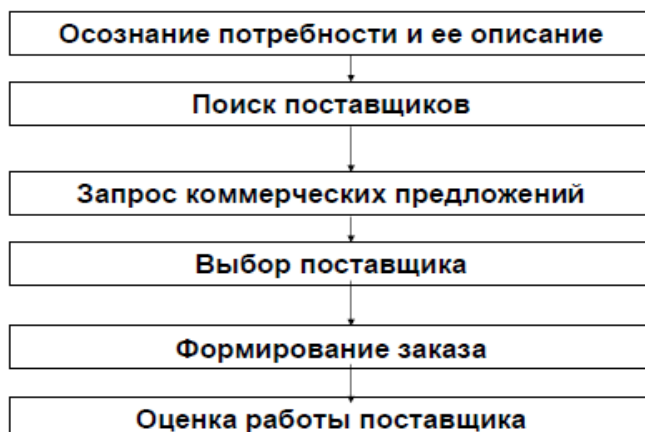 Осознание потребности и ее описание
Поиск поставщиков
Запрос коммерческих предложений
Выбор поставщика
Формирование заказа
Оценка работы поставщика